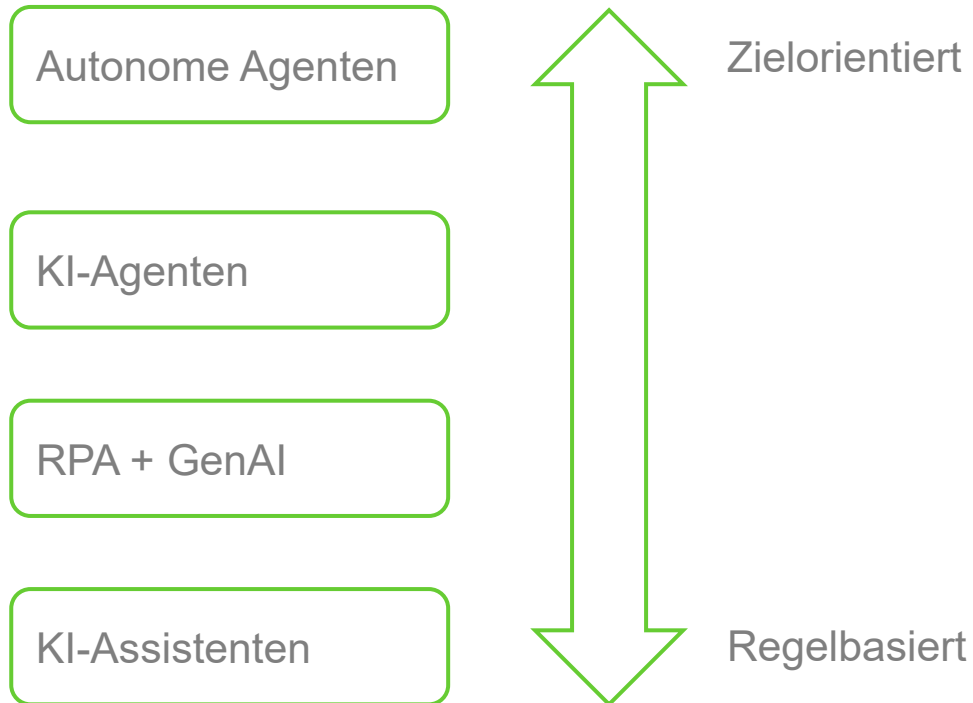 Autonome Agenten
Zielorientiert
KI-Agenten
RPA + GenAI
KI-Assistenten
Regelbasiert